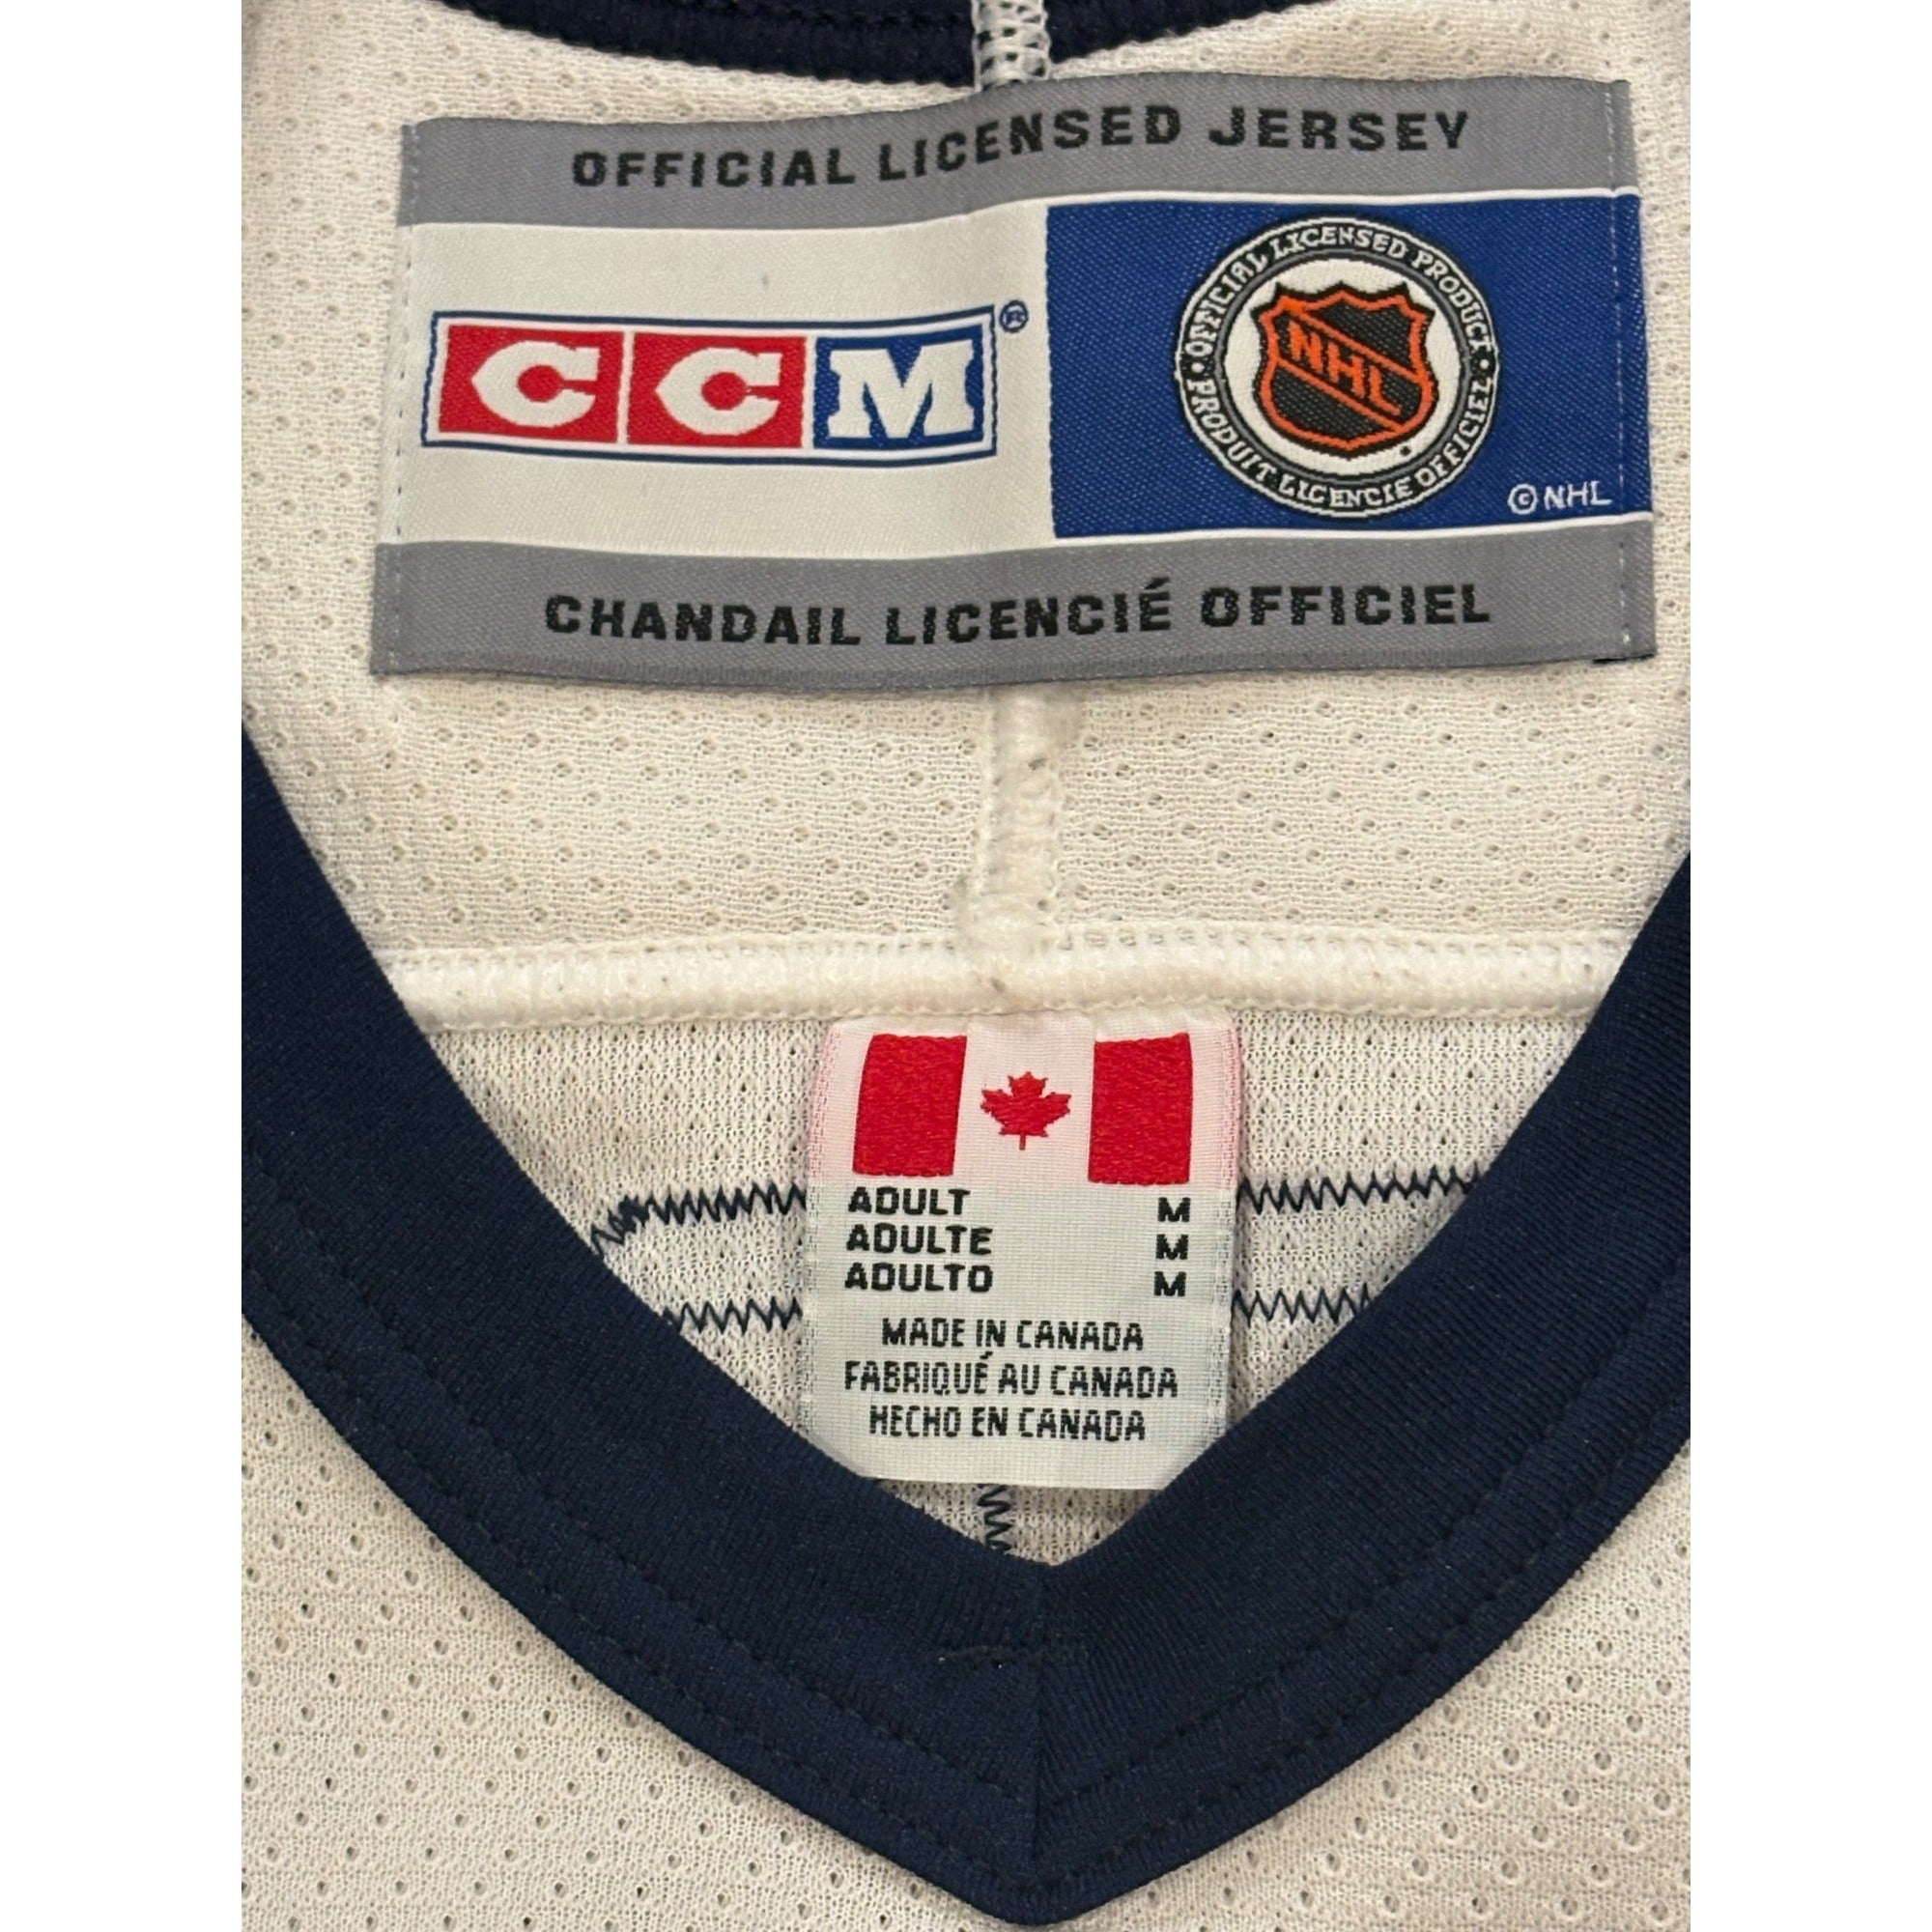 OFFICIAL LICENSED JERSEY
CCM®
OFFICIAL LICENSED PRODUCT
NHL
• PRODUIT LICENCIE OFFICIEL •
©NHL
CHANDAIL LICENCIÉ OFFICIEL
ADULT M
ADULTE M
ADULTO M
MADE IN CANADA
FABRIQUÉ AU CANADA
HECHO EN CANADA